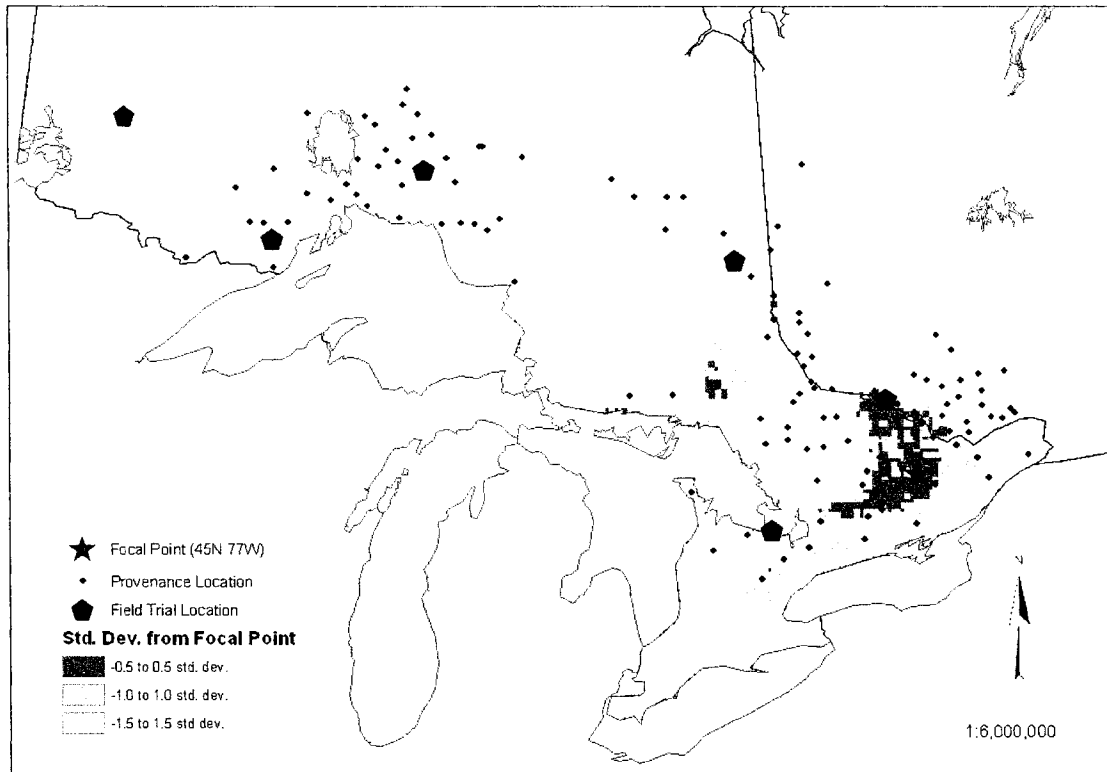 Focal Point (45N 77W)
Provenance Location
Field Trial Location
Std. Dev. from Focal Point
-0.5 to 0.5 std. dev.
-1.0 to 1.0 std. dev.
-1.5 to 1.5 std dev.
N
1:6,000,000